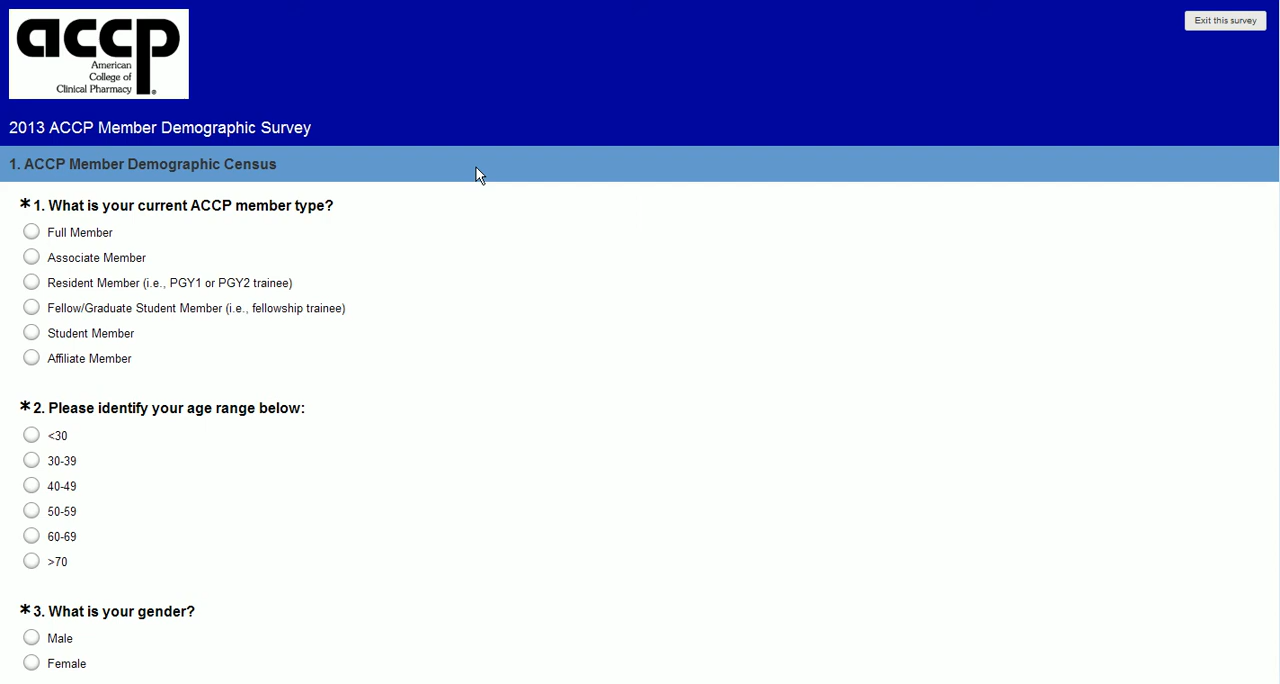 accp
American
College of
Clinical Pharmacy®
Exit this survey
2013 ACCP Member Demographic Survey
1. ACCP Member Demographic Census
* 1. What is your current ACCP member type?
Full Member
Associate Member
Resident Member (i.e., PGY1 or PGY2 trainee)
Fellow/Graduate Student Member (i.e., fellowship trainee)
Student Member
Affiliate Member
* 2. Please identify your age range below:
<30
30-39
40-49
50-59
60-69
>70
* 3. What is your gender?
Male
Female